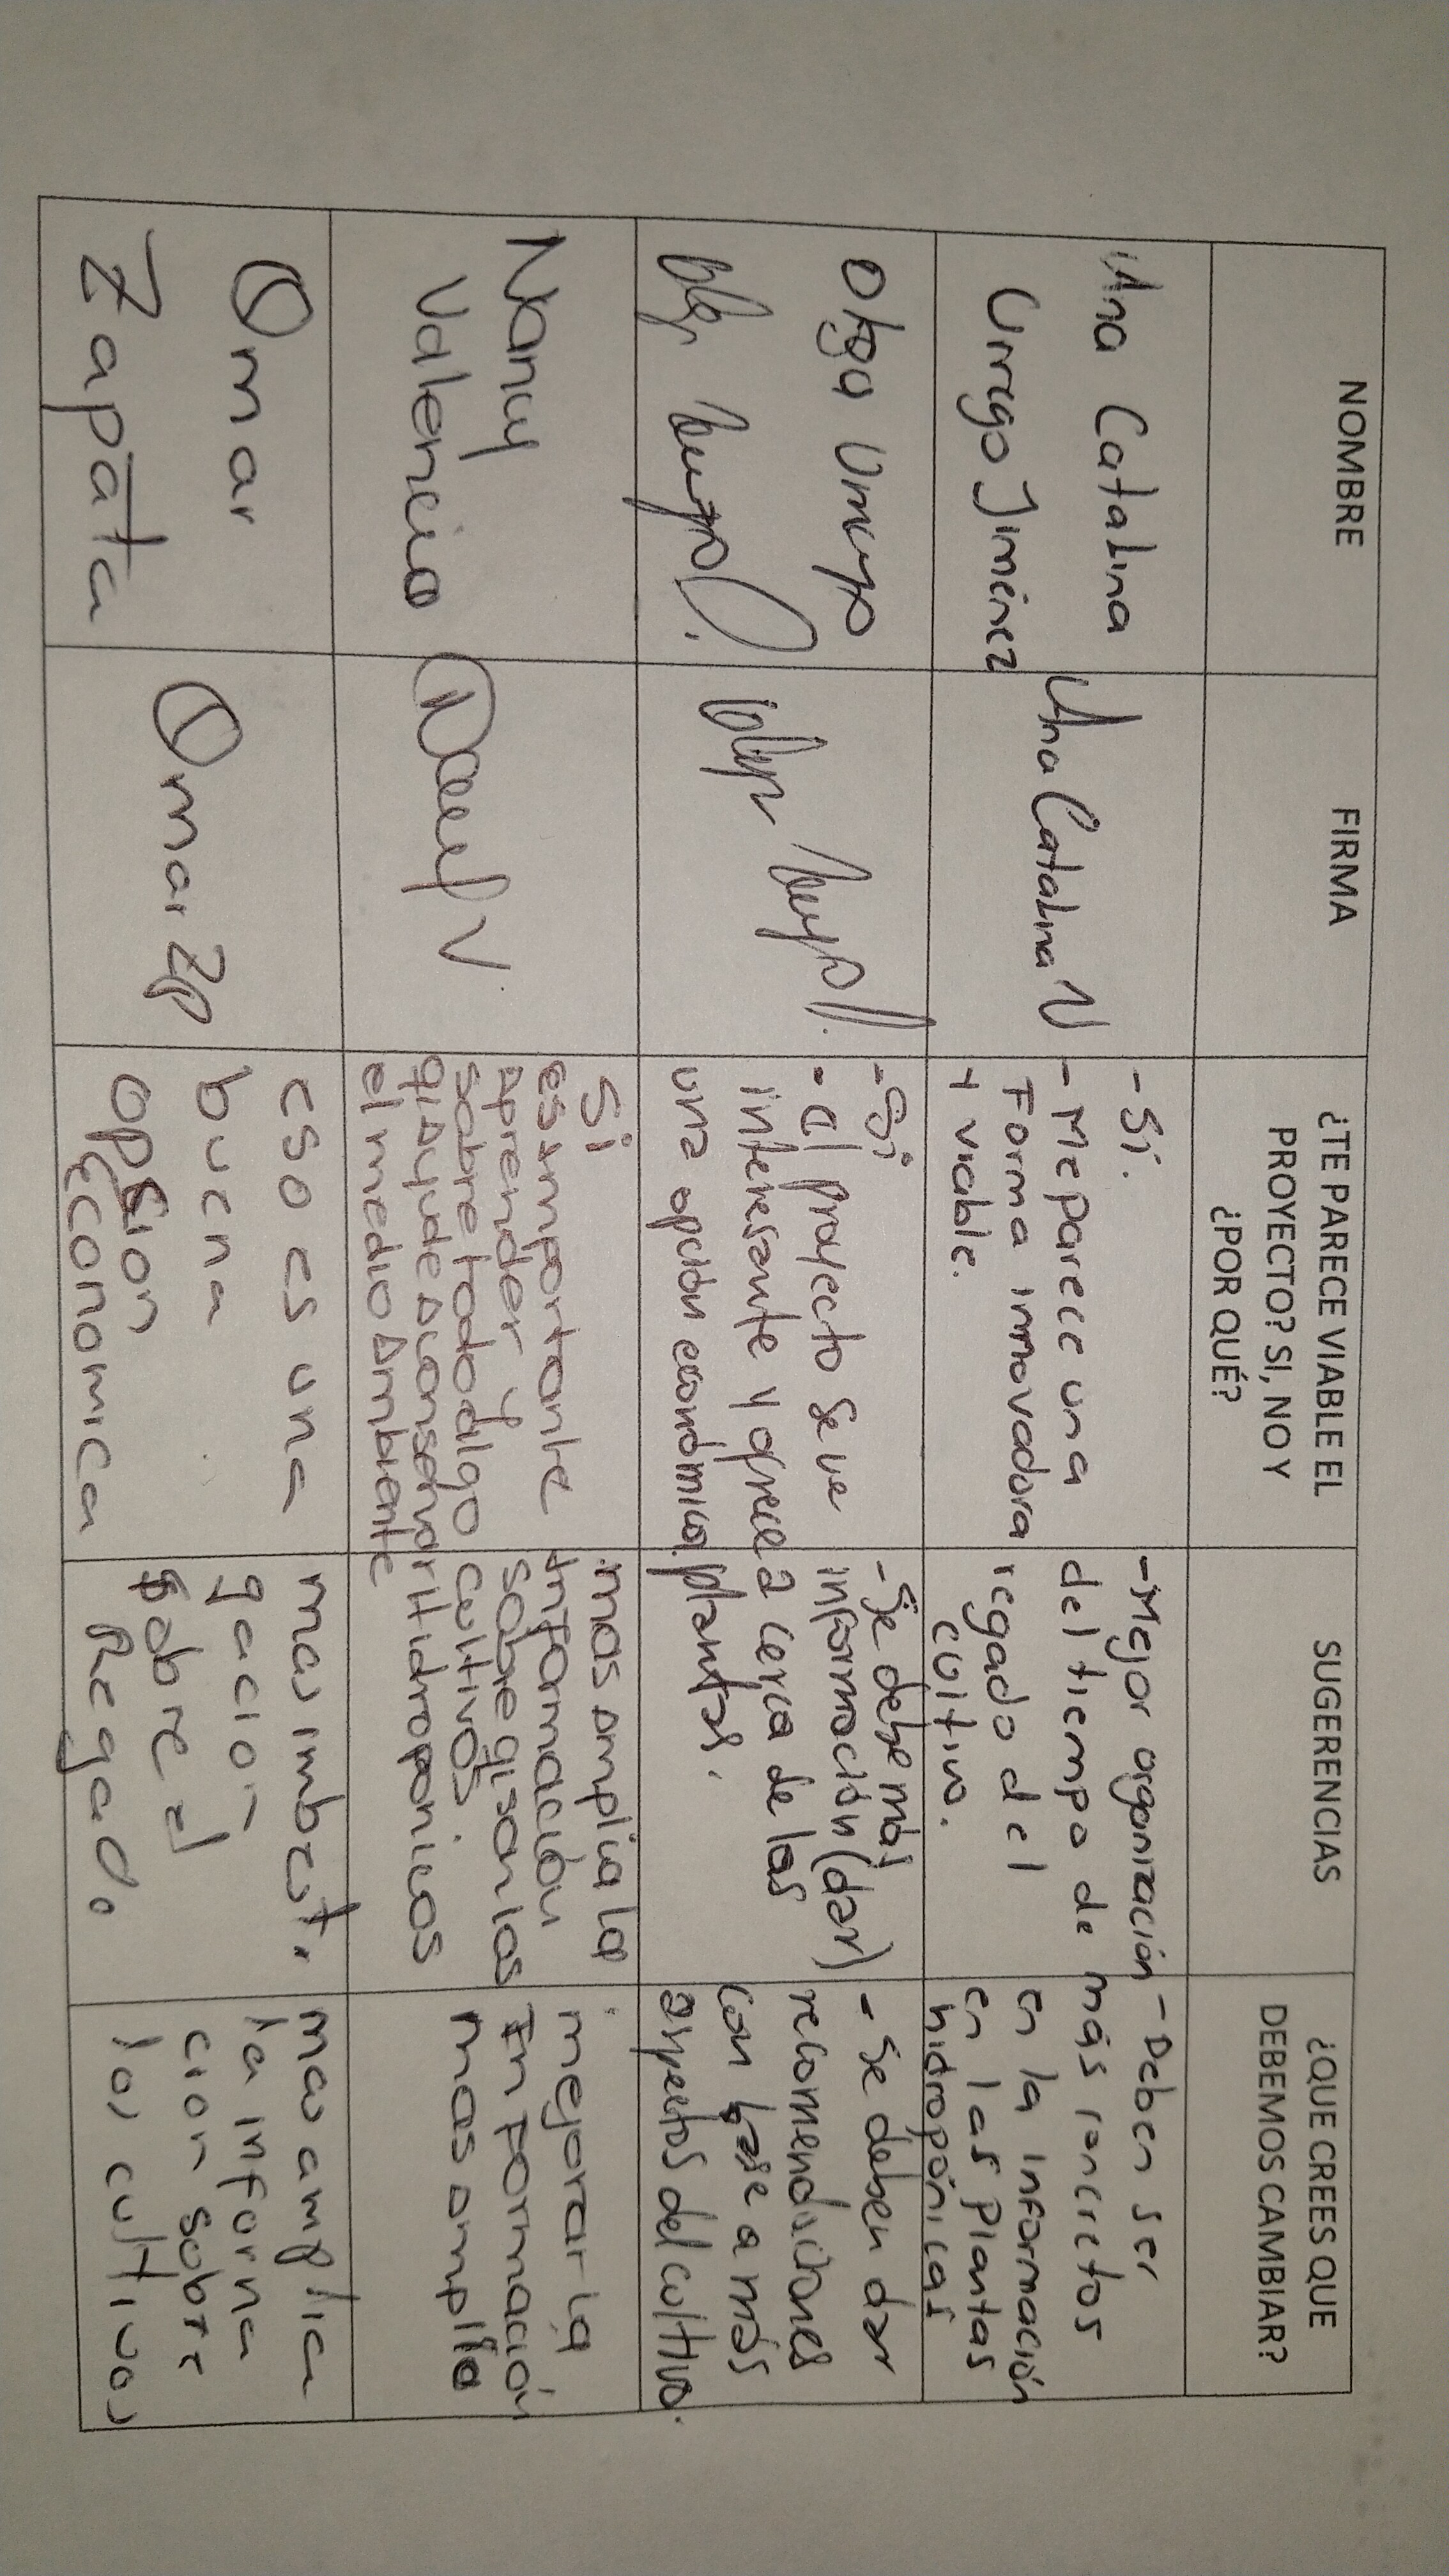 NOMBRE
FIRMA
¿TE PARECE VIABLE EL
PROYECTO? SI, NO Y
¿POR QUÉ?
SUGERENCIAS
¿QUE CREES QUE
DEBEMOS CAMBIAR?
Ana Catalina
Urrego Jiménez
Ana Catalina U
- Sí.
- Me parece una
Forma innovadora
y viable.
- Mejor organización
del tiempo de
regado del
cultivo.
- Deben ser
más concretos
en la información
en las Plantas
hidropónicas
Olga Urrego
Olga Urrego
Olga Urrego
- Si
- el proyecto se ve
interesante y ofrece
una opción económica.
- Se debe más
información (dar)
a cerca de las
plantas.
- Se deben dar
recomendaciones
con base a más
aspectos del cultivo.
Nancy
Valencia
Nancy V
Si
es importante
aprender y
sobre todo algo
qis ayude a conservar
el medio ambiente
mas amplia la
información
sobre qison los
cultivos.
Hidroponicos
mejorar la
Información
mas amplia
Omar
Zapata
Omar Zp
eso es una
buena
opsion
Economica
mas imbesti
gacion
sobre el
Regado
mas amplia
la informa
cion sobre
los cultivos